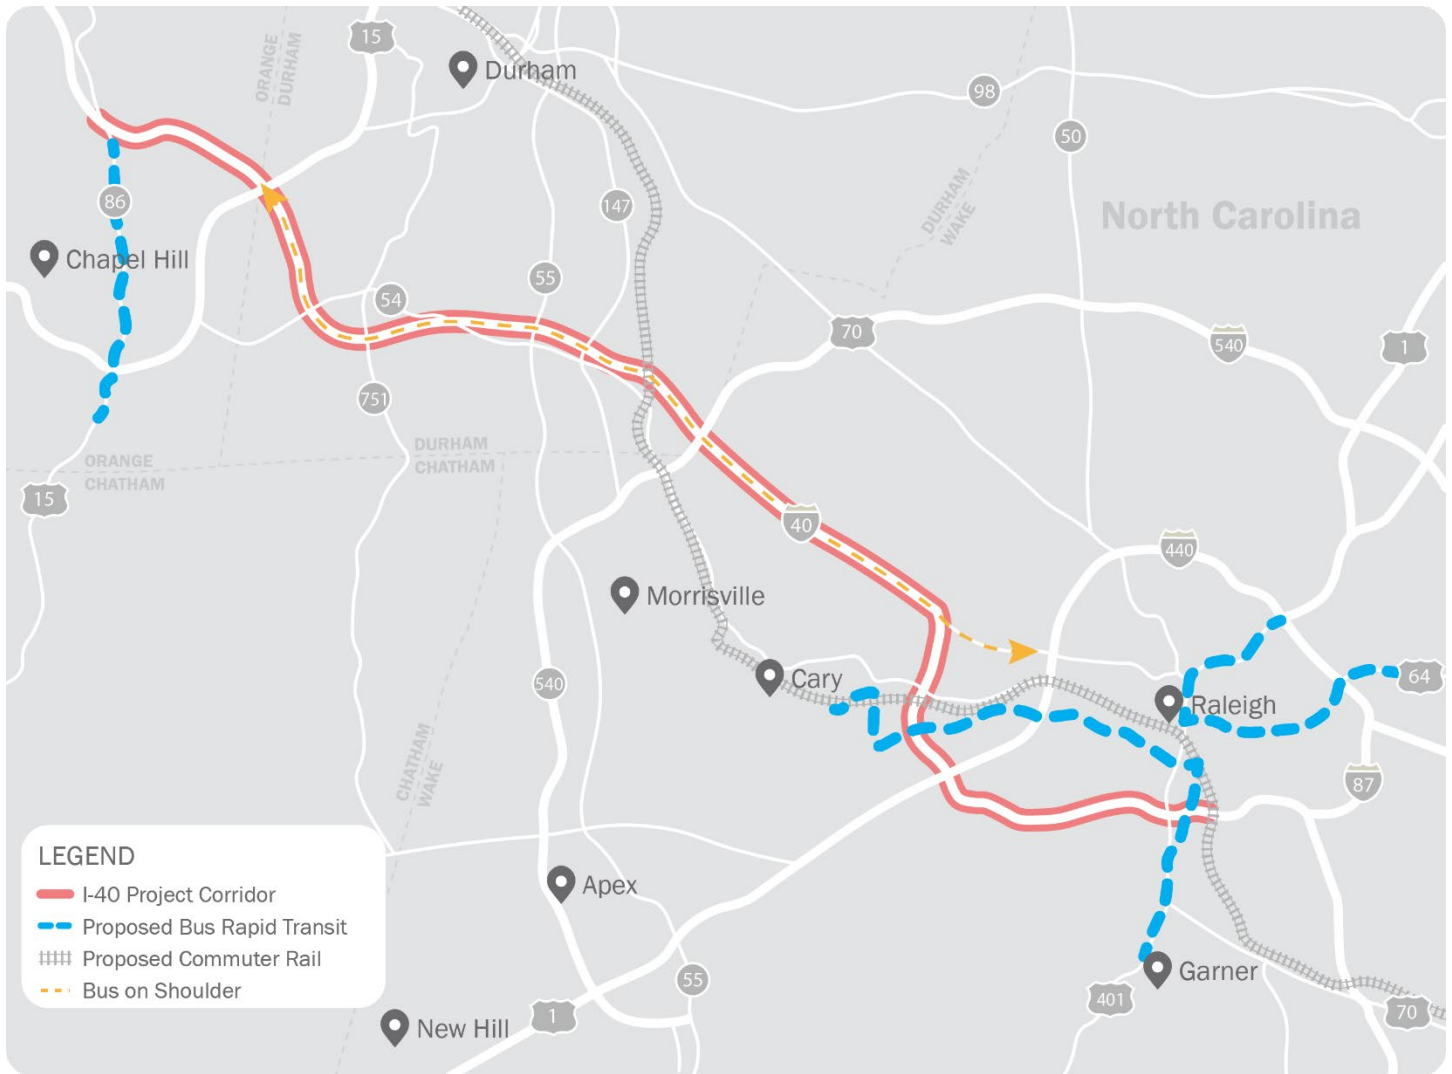 15
ORANGE
DURHAM
Durham
98
50
86
147
DURHAM
WAKE
North Carolina
Chapel Hill
55
54
70
540
1
751
DURHAM
CHATHAM
ORANGE
CHATHAM
15
40
440
Morrisville
Cary
540
64
Raleigh
CHATHAM
WAKE
87
LEGEND
I-40 Project Corridor
Proposed Bus Rapid Transit
Proposed Commuter Rail
Bus on Shoulder
Apex
Garner
55
401
70
1
New Hill